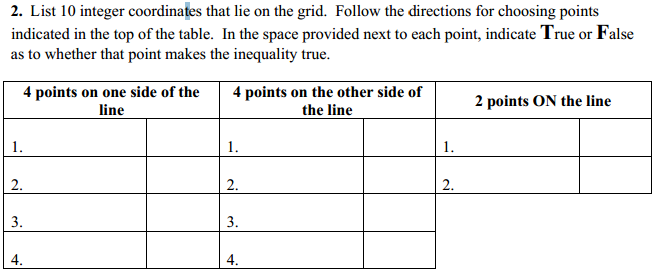 2. List 10 integer coordinates that lie on the grid. Follow the directions for choosing points
indicated in the top of the table. In the space provided next to each point, indicate True or False
as to whether that point makes the inequality true.
4 points on one side of the
line
4 points on the other side of
the line
2 points ON the line
1.
1.
1.
2.
2.
2.
3.
3.
4.
4.